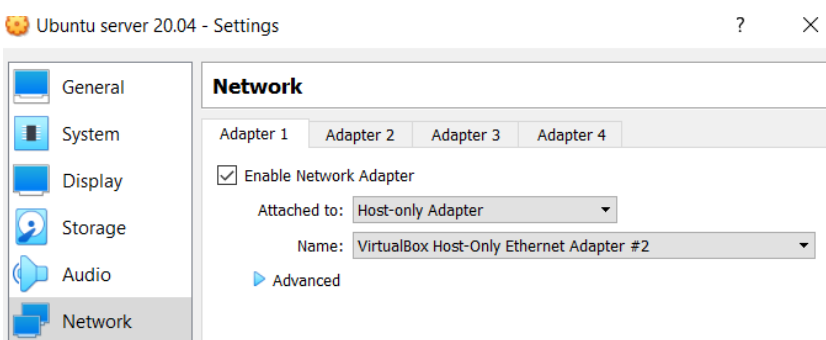 Ubuntu server 20.04 - Settings ? ×
General
System
Display
Storage
Audio
Network
Network
Adapter 1 Adapter 2 Adapter 3 Adapter 4
Enable Network Adapter
Attached to: Host-only Adapter
Name: VirtualBox Host-Only Ethernet Adapter #2
Advanced